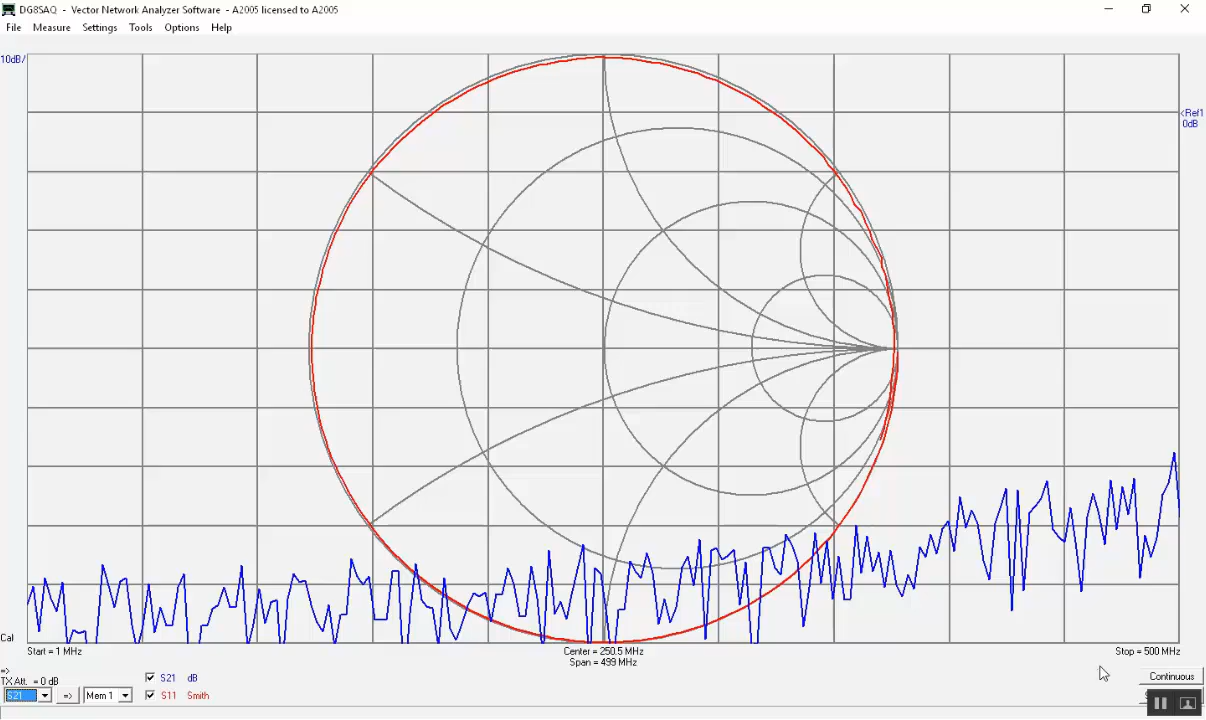 DG8SAQ - Vector Network Analyzer Software - A2005 licensed to A2005
File Measure Settings Tools Options Help
10dB/
<Ref1
0dB
Cal
Start = 1 MHz
Center = 250.5 MHz
Span = 499 MHz
Stop = 500 MHz
=>
TX Att. = 0 dB
S21 => Mem 1
S21 dB
S11 Smith
Continuous